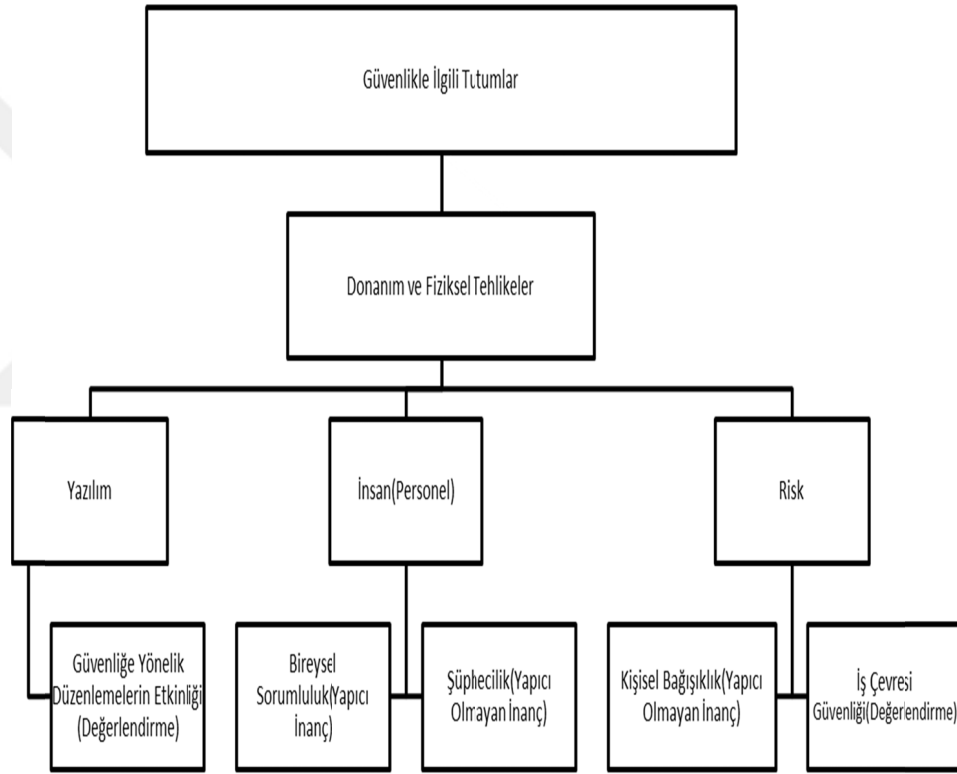 Güvenlikle İlgili Tutumlar
Donanım ve Fiziksel Tehlikeler
Yazılım
İnsan(Personel)
Risk
Güvenliğe Yönelik
Düzenlemelerin Etkinliği
(Değerlendirme)
Bireysel
Sorumluluk(Yapıcı
İnanç)
Şüphecilik(Yapıcı
Olmayan İnanç)
Kişisel Bağışıklık(Yapıcı
Olmayan İnanç)
İş Çevresi
Güvenliği(Değerlendirme)